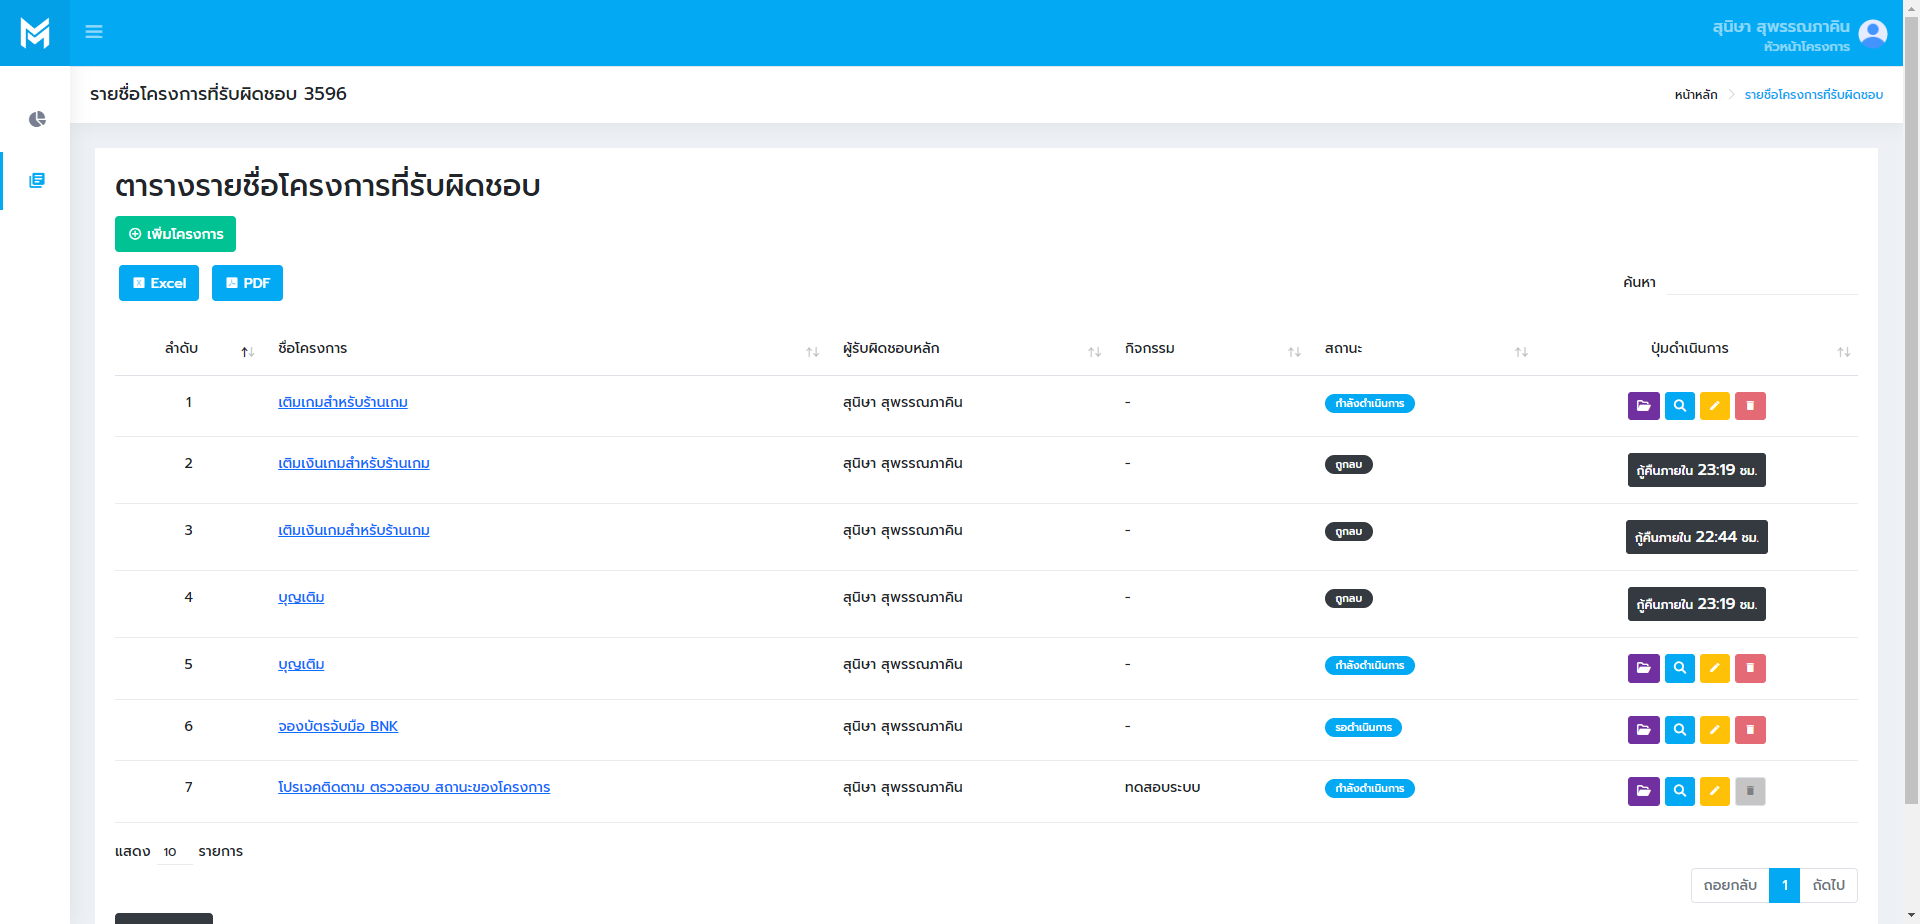 สุนิษา สุพรรณภาคิน
หัวหน้าโครงการ
รายชื่อโครงการที่รับผิดชอบ 3596
หน้าหลัก รายชื่อโครงการที่รับผิดชอบ
ตารางรายชื่อโครงการที่รับผิดชอบ
เพิ่มโครงการ
Excel PDF ค้นหา
ลำดับ ชื่อโครงการ ผู้รับผิดชอบหลัก กิจกรรม สถานะ ปุ่มดำเนินการ
1 เติมเกมสำหรับร้านเกม สุนิษา สุพรรณภาคิน - กำลังดำเนินการ
2 เติมเงินเกมสำหรับร้านเกม สุนิษา สุพรรณภาคิน - ถูกลบ กู้คืนภายใน 23:19 ชม.
3 เติมเงินเกมสำหรับร้านเกม สุนิษา สุพรรณภาคิน - ถูกลบ กู้คืนภายใน 22:44 ชม.
4 บุญเติม สุนิษา สุพรรณภาคิน - ถูกลบ กู้คืนภายใน 23:19 ชม.
5 บุญเติม สุนิษา สุพรรณภาคิน - กำลังดำเนินการ
6 จองบัตรจับมือ BNK สุนิษา สุพรรณภาคิน - รอดำเนินการ
7 โปรเจคติดตาม ตรวจสอบ สถานะของโครงการ สุนิษา สุพรรณภาคิน ทดสอบระบบ กำลังดำเนินการ
แสดง 10 รายการ
ถอยกลับ 1 ถัดไป